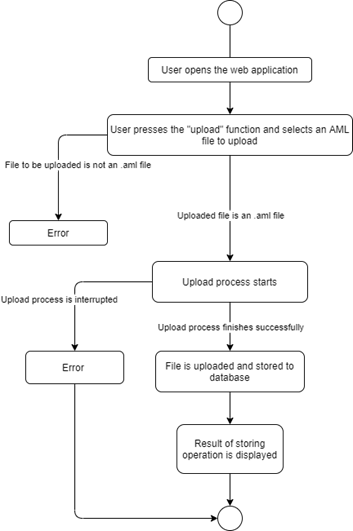 User opens the web application
User presses the "upload" function and selects an AML
file to upload
File to be uploaded is not an .aml file
Uploaded file is an .aml file
Error
Upload process starts
Upload process is interrupted
Upload process finishes successfully
Error
File is uploaded and stored to
database
Result of storing
operation is displayed